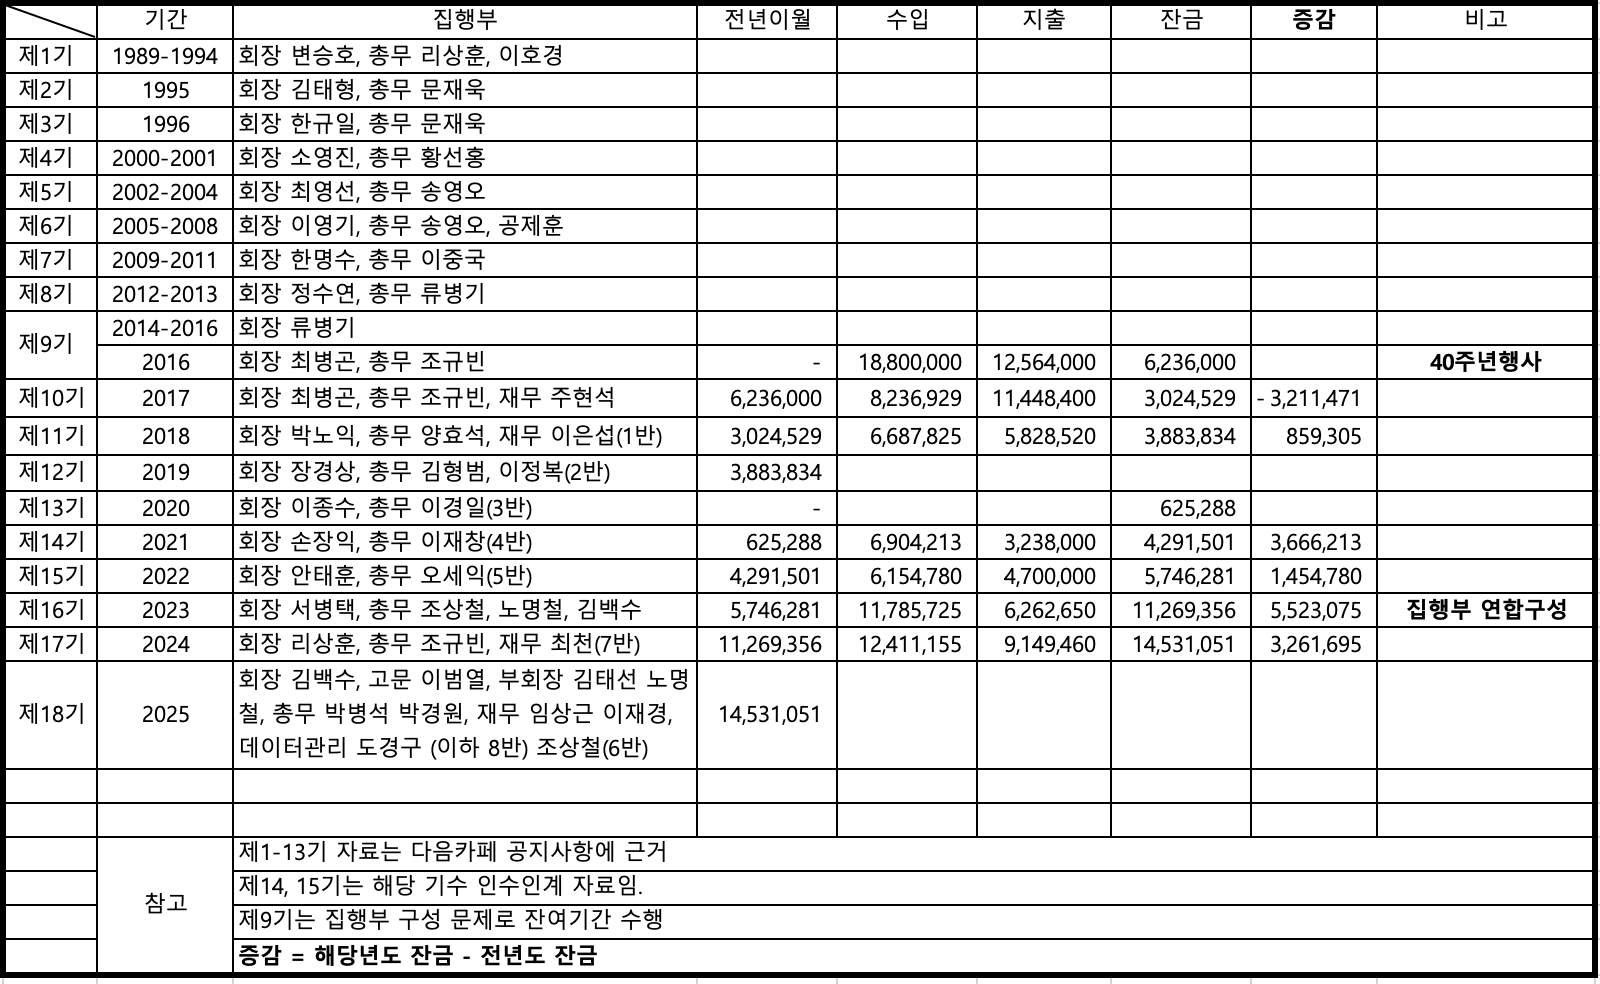 기간 집행부 전년이월 수입 지출 잔금 증감 비고
제1기 1989-1994 회장 변승호, 총무 리상훈, 이호경
제2기 1995 회장 김태형, 총무 문재욱
제3기 1996 회장 한규일, 총무 문재욱
제4기 2000-2001 회장 소영진, 총무 황선홍
제5기 2002-2004 회장 최영선, 총무 송영오
제6기 2005-2008 회장 이영기, 총무 송영오, 공제훈
제7기 2009-2011 회장 한명수, 총무 이중국
제8기 2012-2013 회장 정수연, 총무 류병기
제9기 2014-2016 회장 류병기
2016 회장 최병곤, 총무 조규빈 - 18,800,000 12,564,000 6,236,000 40주년행사
제10기 2017 회장 최병곤, 총무 조규빈, 재무 주현석 6,236,000 8,236,929 11,448,400 3,024,529 - 3,211,471
제11기 2018 회장 박노익, 총무 양효석, 재무 이은섭(1반) 3,024,529 6,687,825 5,828,520 3,883,834 859,305
제12기 2019 회장 장경상, 총무 김형범, 이정복(2반) 3,883,834
제13기 2020 회장 이종수, 총무 이경일(3반) - 625,288
제14기 2021 회장 손장익, 총무 이재창(4반) 625,288 6,904,213 3,238,000 4,291,501 3,666,213
제15기 2022 회장 안태훈, 총무 오세익(5반) 4,291,501 6,154,780 4,700,000 5,746,281 1,454,780
제16기 2023 회장 서병택, 총무 조상철, 노명철, 김백수 5,746,281 11,785,725 6,262,650 11,269,356 5,523,075 집행부 연합구성
제17기 2024 회장 리상훈, 총무 조규빈, 재무 최천(7반) 11,269,356 12,411,155 9,149,460 14,531,051 3,261,695
제18기 2025 회장 김백수, 고문 이범열, 부회장 김태선 노명
철, 총무 박병석 박경원, 재무 임상근 이재경, 14,531,051
데이터관리 도경구 (이하 8반) 조상철(6반)
참고 제1-13기 자료는 다음카페 공지사항에 근거
제14, 15기는 해당 기수 인수인계 자료임.
제9기는 집행부 구성 문제로 잔여기간 수행
증감 = 해당년도 잔금 - 전년도 잔금